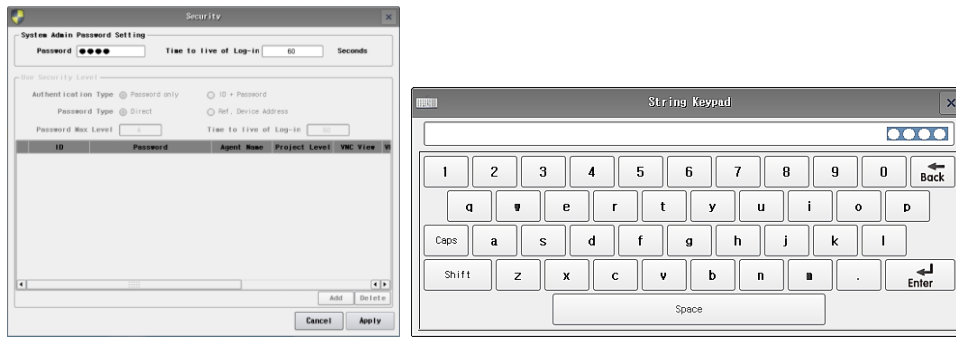 Security
System Admin Password Setting
Password ●●●● Time to live of Log-in 60 Seconds
Use Security Level
Authentication Type Password only ID + Password
Password Type Direct Ref. Device Address
Password Max Level 4 Time to live of Log-in 60
ID Password Agent Name Project Level VNC View
Add Delete
Cancel Apply
String Keypad
1 2 3 4 5 6 7 8 9 0 Back
q w e r t y u i o p
Caps a s d f g h j k l
Shift z x c v b n m . Enter
Space